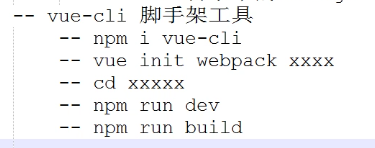 -- vue-cli 脚手架工具
-- npm i vue-cli
-- vue init webpack xxxx
-- cd xxxxx
-- npm run dev
-- npm run build